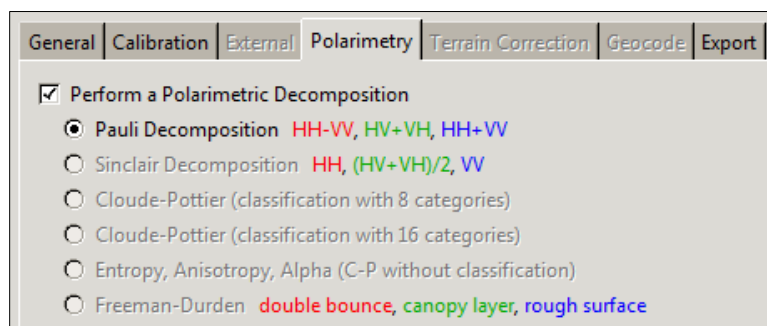 General Calibration External Polarimetry Terrain Correction Geocode Export
Perform a Polarimetric Decomposition
Pauli Decomposition HH-VV, HV+VH, HH+VV
Sinclair Decomposition HH, (HV+VH)/2, VV
Cloude-Pottier (classification with 8 categories)
Cloude-Pottier (classification with 16 categories)
Entropy, Anisotropy, Alpha (C-P without classification)
Freeman-Durden double bounce, canopy layer, rough surface